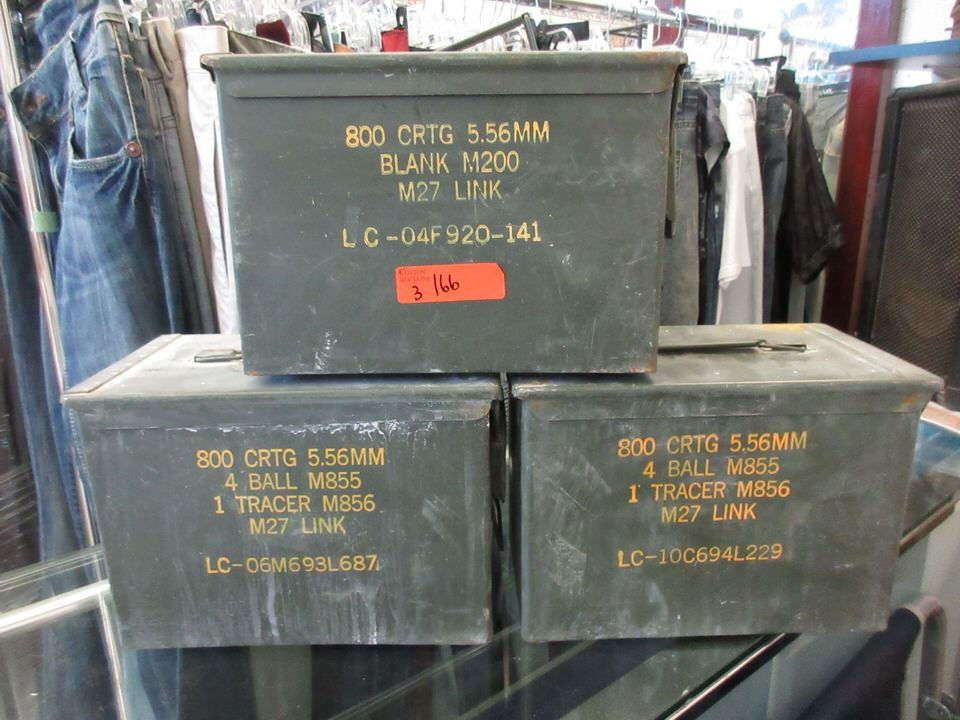 800 CRTG 5.56MM
BLANK M200
M27 LINK
LC-04F920-141
COLTON
AUCTIONS
3 166
800 CRTG 5.56MM
4 BALL M855
1 TRACER M856
M27 LINK
LC-06M693L687
800 CRTG 5.56MM
4 BALL M855
1 TRACER M856
M27 LINK
LC-10C694L229